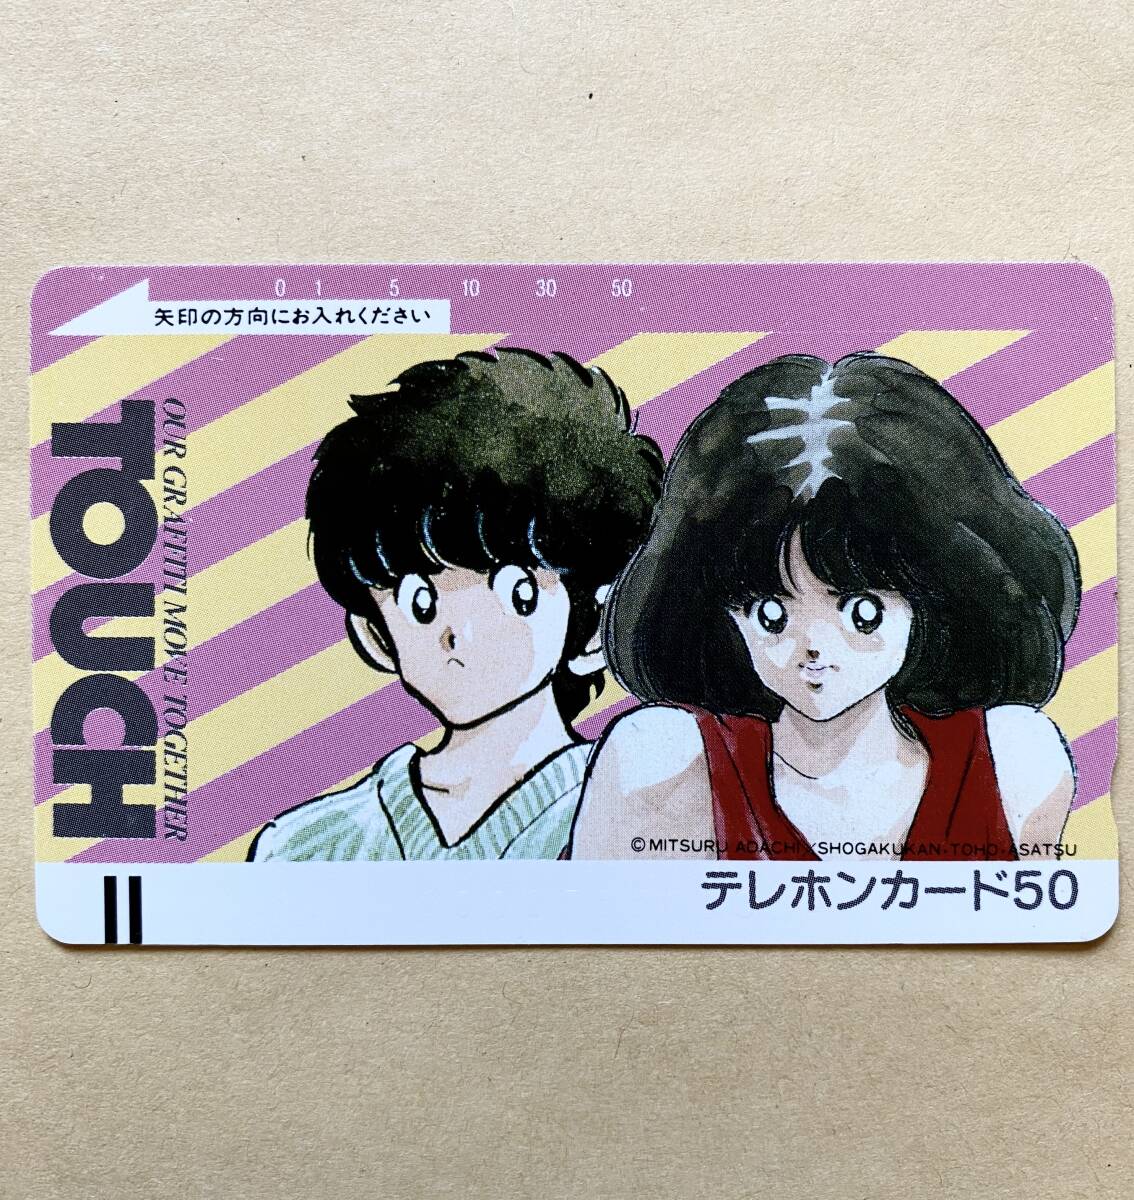 0 1 5 10 30 50
矢印の方向にお入れください
TOUCH
OUR GRAFFITI MOVE TOGETHER
©MITSURU ADACHI/SHOGAKUKAN·TOHO·ASATSU
テレホンカード50